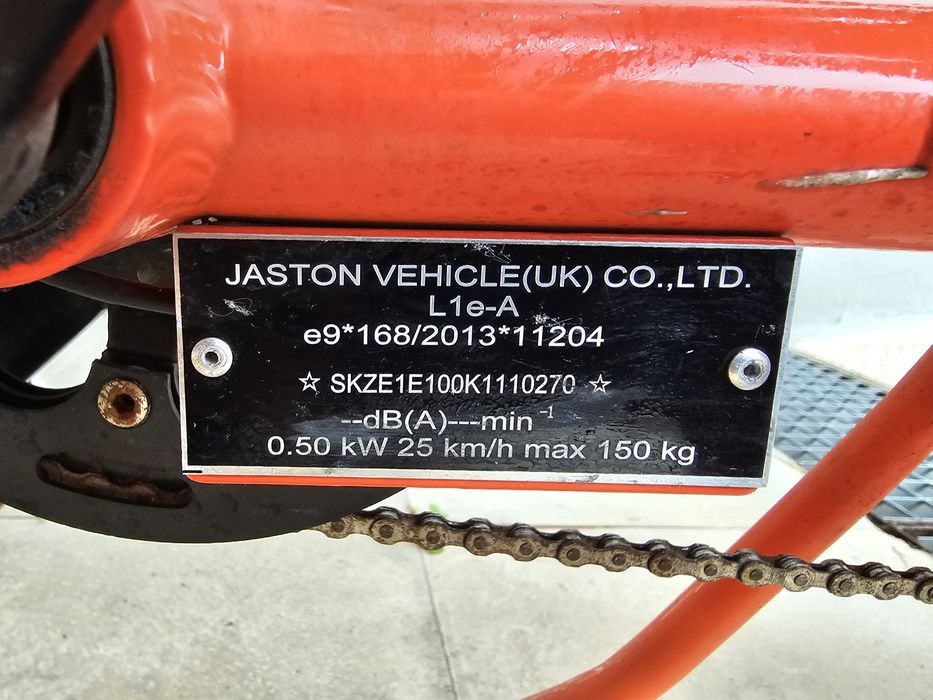 JASTON VEHICLE(UK) CO.,LTD.
L1e-A
e9*168/2013*11204
☆ SKZE1E100K1110270 ☆
--dB(A)---min⁻¹
0.50 kW 25 km/h max 150 kg